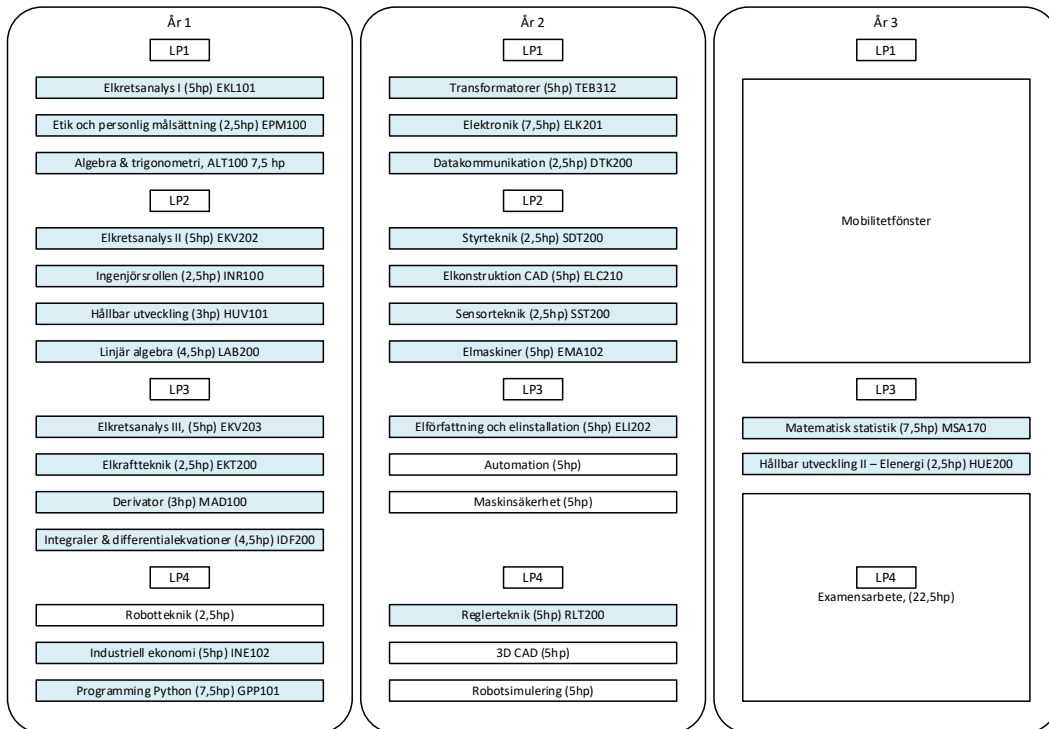 År 1
LP1
Elkretsanalys I (5hp) EKL101
Etik och personlig målsättning (2,5hp) EPM100
Algebra & trigonometri, ALT100 7,5 hp
LP2
Elkretsanalys II (5hp) EKV202
Ingenjörsrollen (2,5hp) INR100
Hållbar utveckling (3hp) HUV101
Linjär algebra (4,5hp) LAB200
LP3
Elkretsanalys III, (5hp) EKV203
Elkraftteknik (2,5hp) EKT200
Derivator (3hp) MAD100
Integraler & differentialekvationer (4,5hp) IDF200
LP4
Robotteknik (2,5hp)
Industriell ekonomi (5hp) INE102
Programming Python (7,5hp) GPP101
År 2
LP1
Transformatorer (5hp) TEB312
Elektronik (7,5hp) ELK201
Datakommunikation (2,5hp) DTK200
LP2
Styrteknik (2,5hp) SDT200
Elkonstruktion CAD (5hp) ELC210
Sensorteknik (2,5hp) SST200
Elmaskiner (5hp) EMA102
LP3
Elförfattning och elinstallation (5hp) ELI202
Automation (5hp)
Maskinsäkerhet (5hp)
LP4
Reglerteknik (5hp) RLT200
3D CAD (5hp)
Robotsimulering (5hp)
År 3
LP1
Mobilitetfönster
LP3
Matematisk statistik (7,5hp) MSA170
Hållbar utveckling II – Elenergi (2,5hp) HUE200
LP4
Examensarbete, (22,5hp)